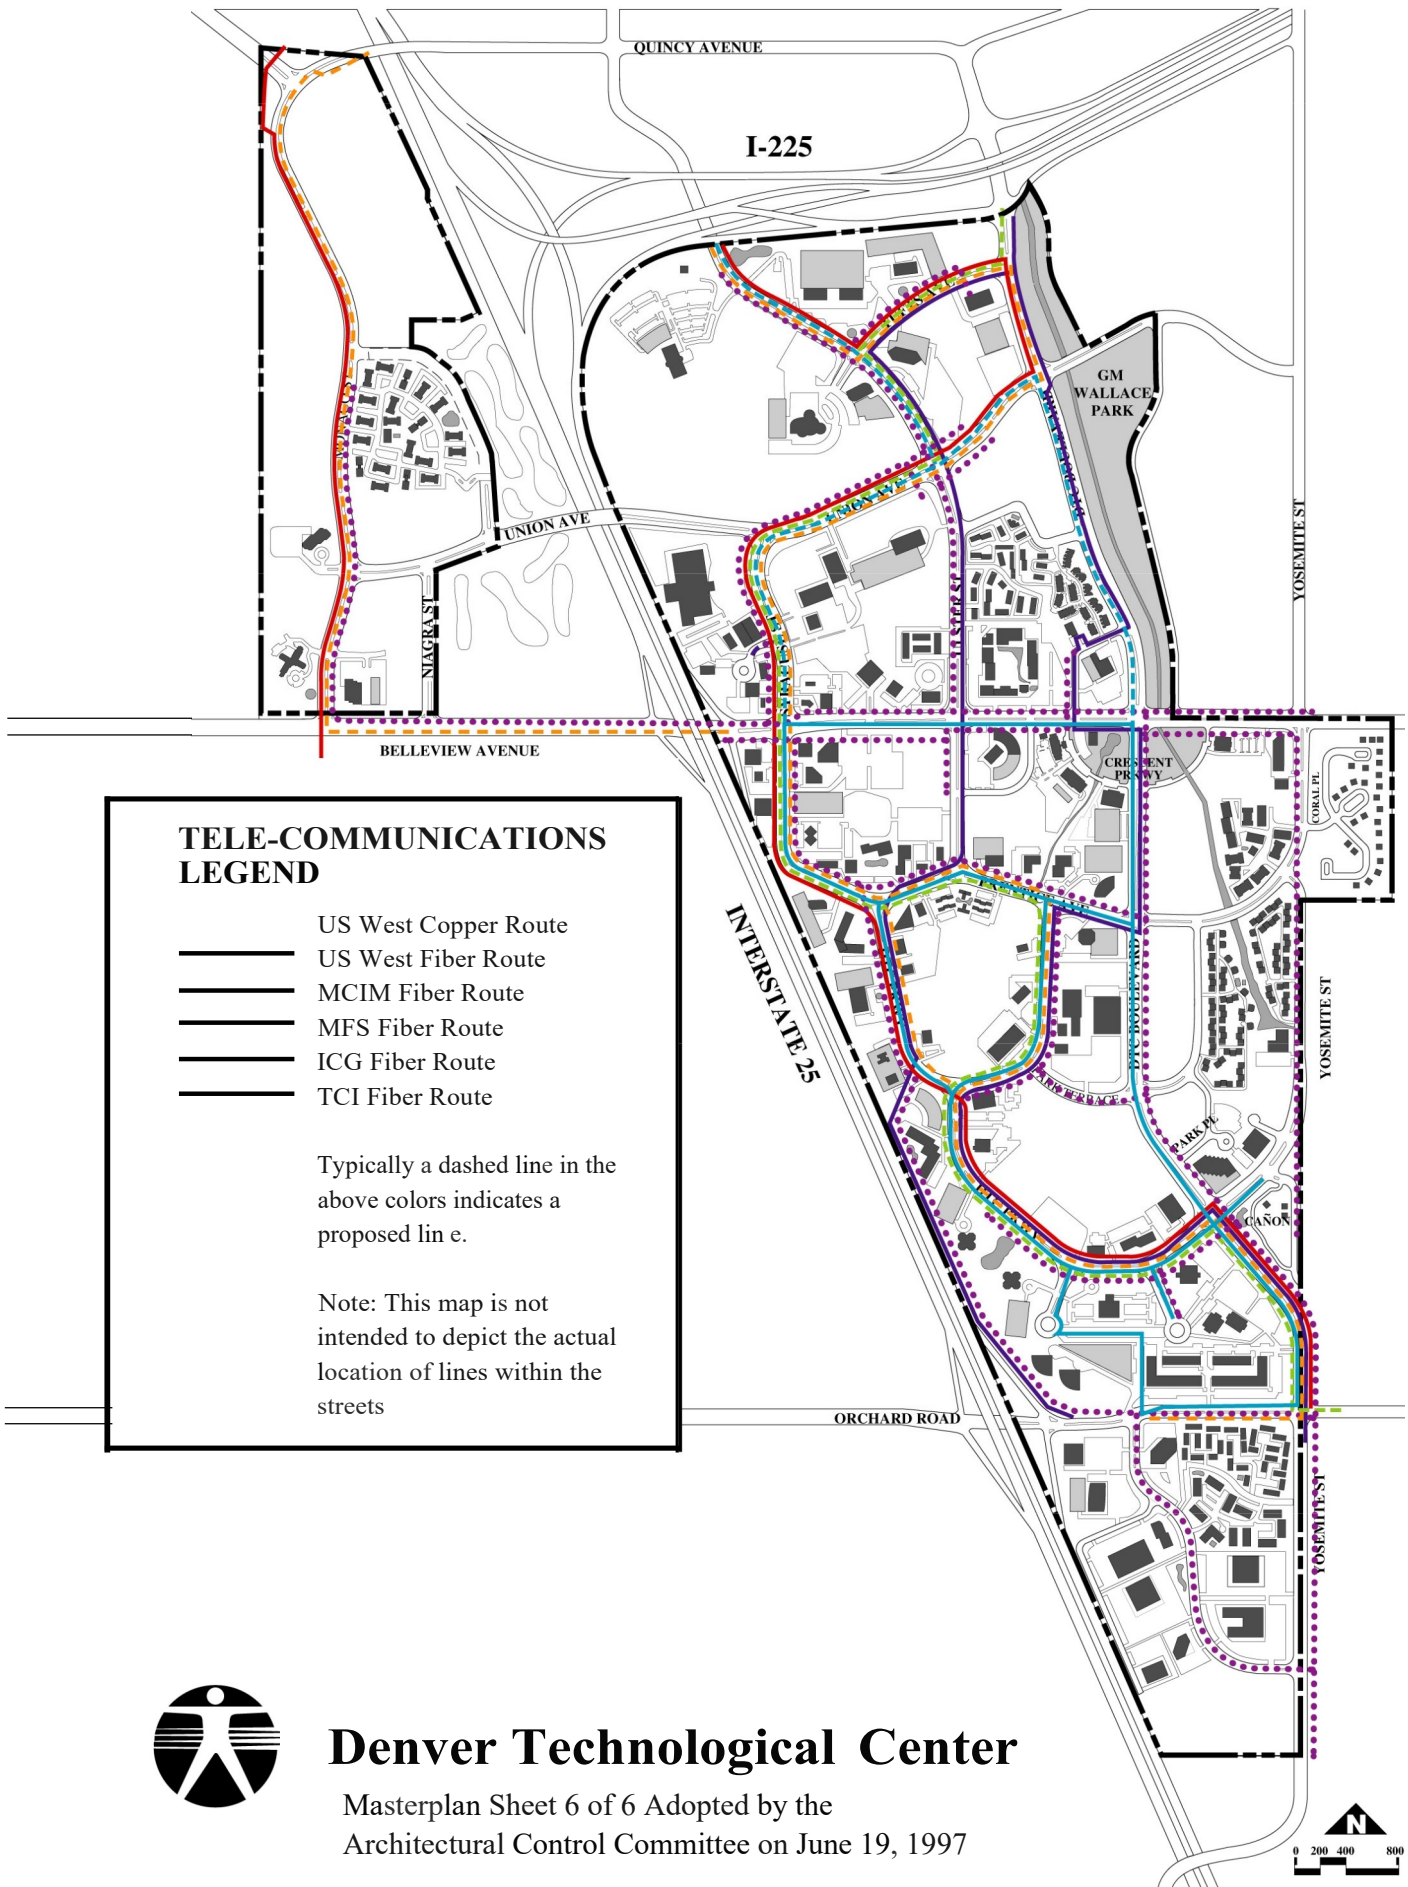 QUINCY AVENUE
I-225
GM
WALLACE
PARK
UNION AVE
UNION AVE
YOSEMITE ST
NIAGRA ST
BELLEVIEW AVENUE
CRESCENT
PRKWY
CORAL PL
TELE-COMMUNICATIONS
LEGEND
US West Copper Route
US West Fiber Route
MCIM Fiber Route
MFS Fiber Route
ICG Fiber Route
TCI Fiber Route
Typically a dashed line in the
above colors indicates a
proposed lin e.
Note: This map is not
intended to depict the actual
location of lines within the
streets
INTERSTATE 25
DTC BOULEVARD
YOSEMITE ST
PARK TERRACE
PARK PL
CAÑON
ORCHARD ROAD
YOSEMITE ST
Denver Technological Center
Masterplan Sheet 6 of 6 Adopted by the
Architectural Control Committee on June 19, 1997
N
0 200 400 800